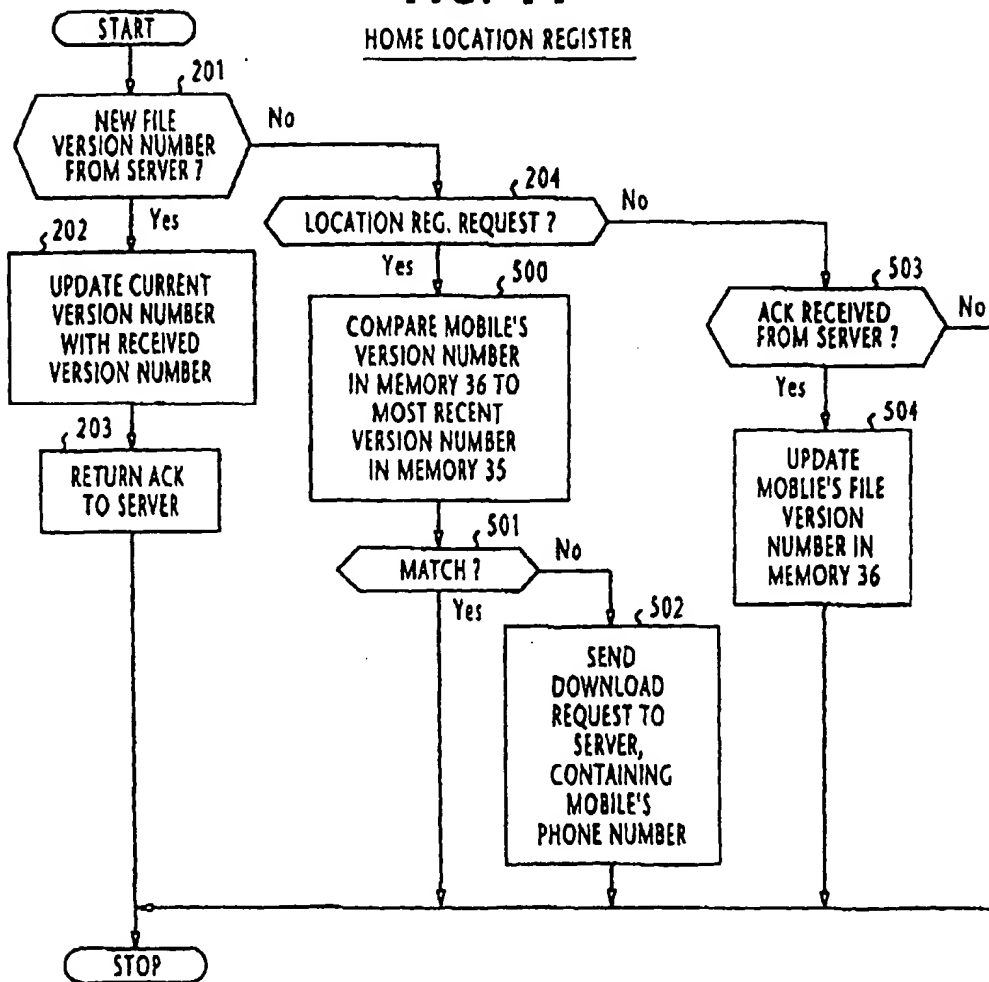 HOME LOCATION REGISTER
START
201
NEW FILE
VERSION NUMBER
FROM SERVER ?
No
Yes
202
UPDATE CURRENT
VERSION NUMBER
WITH RECEIVED
VERSION NUMBER
203
RETURN ACK
TO SERVER
204
LOCATION REG. REQUEST ?
No
Yes
500
COMPARE MOBILE'S
VERSION NUMBER
IN MEMORY 36 TO
MOST RECENT
VERSION NUMBER
IN MEMORY 35
501
MATCH ?
No
Yes
502
SEND
DOWNLOAD
REQUEST TO
SERVER,
CONTAINING
MOBILE'S
PHONE NUMBER
503
ACK RECEIVED
FROM SERVER ?
No
Yes
504
UPDATE
MOBLIE'S FILE
VERSION
NUMBER IN
MEMORY 36
STOP